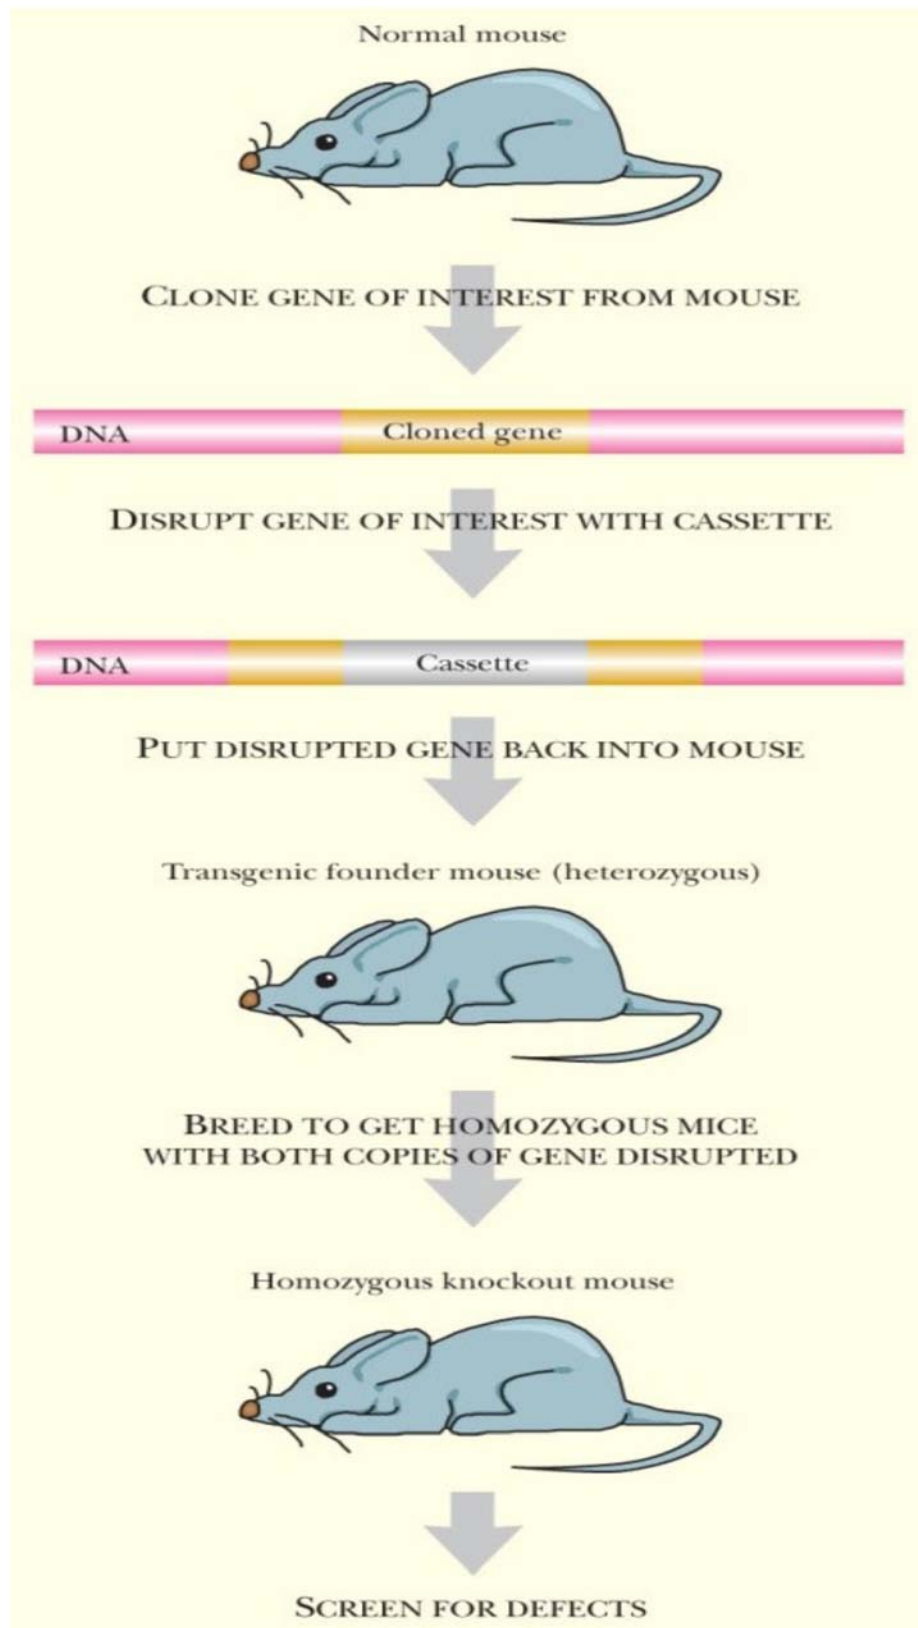 Normal mouse
CLONE GENE OF INTEREST FROM MOUSE
DNA Cloned gene
DISRUPT GENE OF INTEREST WITH CASSETTE
DNA Cassette
PUT DISRUPTED GENE BACK INTO MOUSE
Transgenic founder mouse (heterozygous)
BREED TO GET HOMOZYGOUS MICE
WITH BOTH COPIES OF GENE DISRUPTED
Homozygous knockout mouse
SCREEN FOR DEFECTS